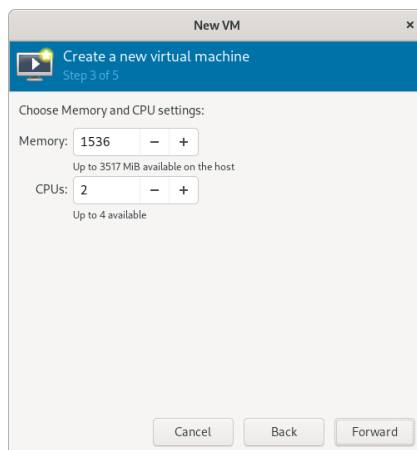 New VM
Create a new virtual machine
Step 3 of 5
Choose Memory and CPU settings:
Memory: 1536 − +
Up to 3517 MiB available on the host
CPUs: 2 − +
Up to 4 available
Cancel Back Forward